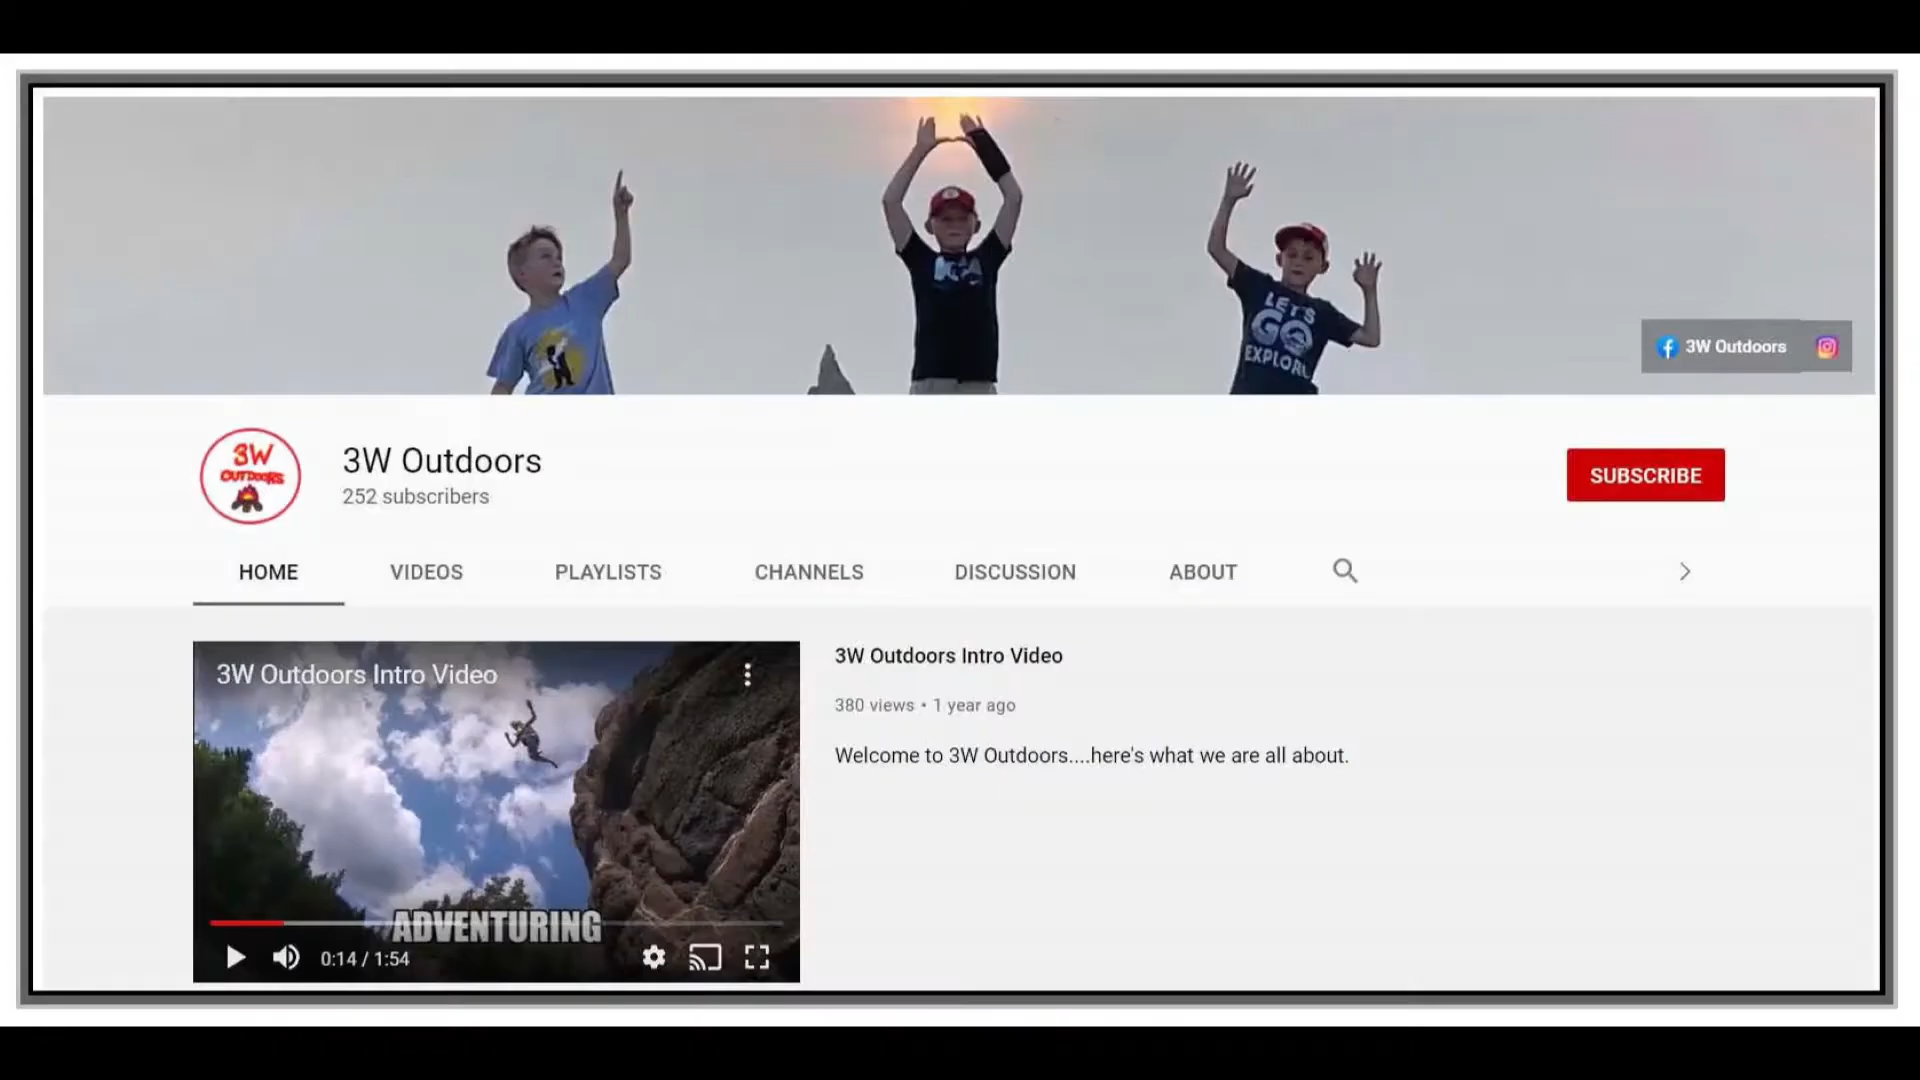 LET'S
GO
EXPLORE
3W Outdoors
3W
OUTDOORS
3W Outdoors
252 subscribers
SUBSCRIBE
HOME
VIDEOS
PLAYLISTS
CHANNELS
DISCUSSION
ABOUT
3W Outdoors Intro Video
ADVENTURING
0:14 / 1:54
3W Outdoors Intro Video
380 views • 1 year ago
Welcome to 3W Outdoors....here's what we are all about.